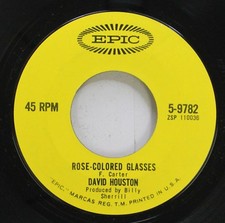 EPIC
45 RPM
5-9782
ZSP 110036
ROSE-COLORED GLASSES
F. Carter
DAVID HOUSTON
Produced by Billy
Sherrill
"EPIC," MARCAS REG. T.M. PRINTED IN U.S.A.